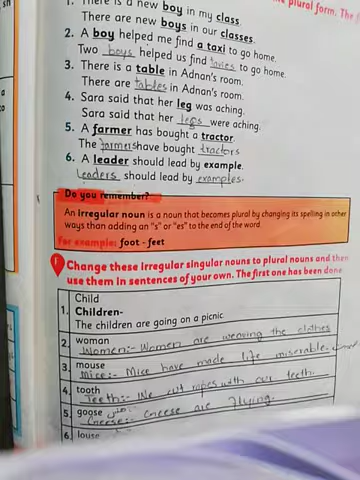 plural form. The f
1. There is a new boy in my class.
There are new boys in our classes.
2. A boy helped me find a taxi to go home.
Two boys helped us find taxies to go home.
3. There is a table in Adnan's room.
There are tables in Adnan's room.
4. Sara said that her leg was aching.
Sara said that her legs were aching.
5. A farmer has bought a tractor.
The farmers have bought tractors
6. A leader should lead by example.
Leaders should lead by examples.
Do you remember?
An irregular noun is a noun that becomes plural by changing its spelling in other
ways than adding an "s" or "es" to the end of the word.
For example: foot - feet
Change these irregular singular nouns to plural nouns and then
use them in sentences of your own. The first one has been done
1. Child
Children-
The children are going on a picnic
2. woman
Women:- Women are wearing the clothes
3. mouse
Mice:- Mice have made life miserable.
4. tooth
Teeth:- We cut ropes with our teeth.
5. goose
Gneese:- Gneese are flying.
6. louse